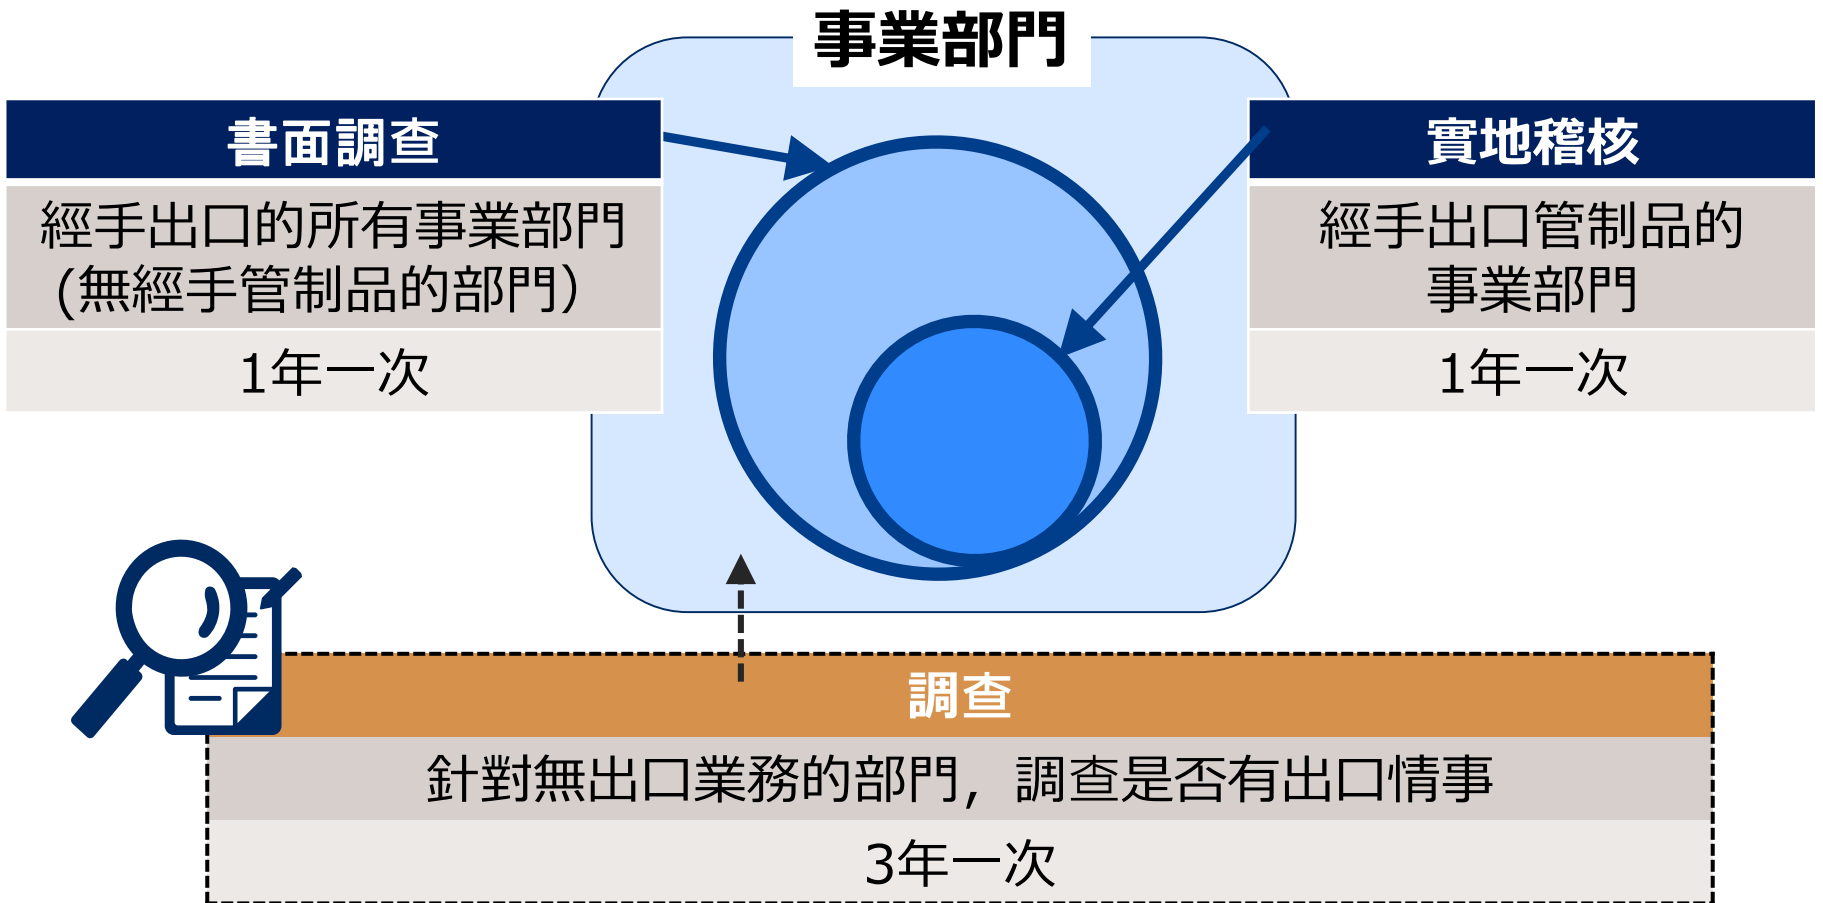 事業部門
書面調查
經手出口的所有事業部門
(無經手管制品的部門）
1年一次
實地稽核
經手出口管制品的
事業部門
1年一次
調查
針對無出口業務的部門，調查是否有出口情事
3年一次